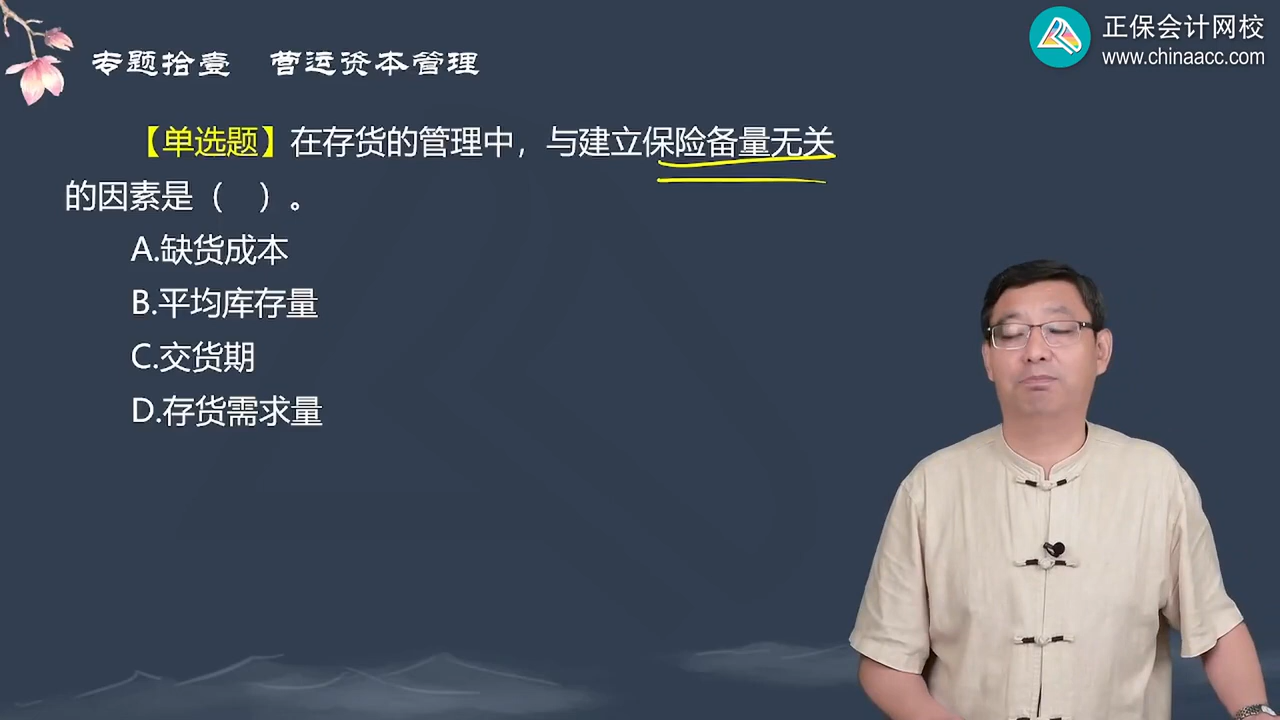 正保会计网校
www.chinaacc.com
专题拾壹 营运资本管理
【单选题】在存货的管理中，与建立保险备量无关
的因素是（ ）。
A.缺货成本
B.平均库存量
C.交货期
D.存货需求量